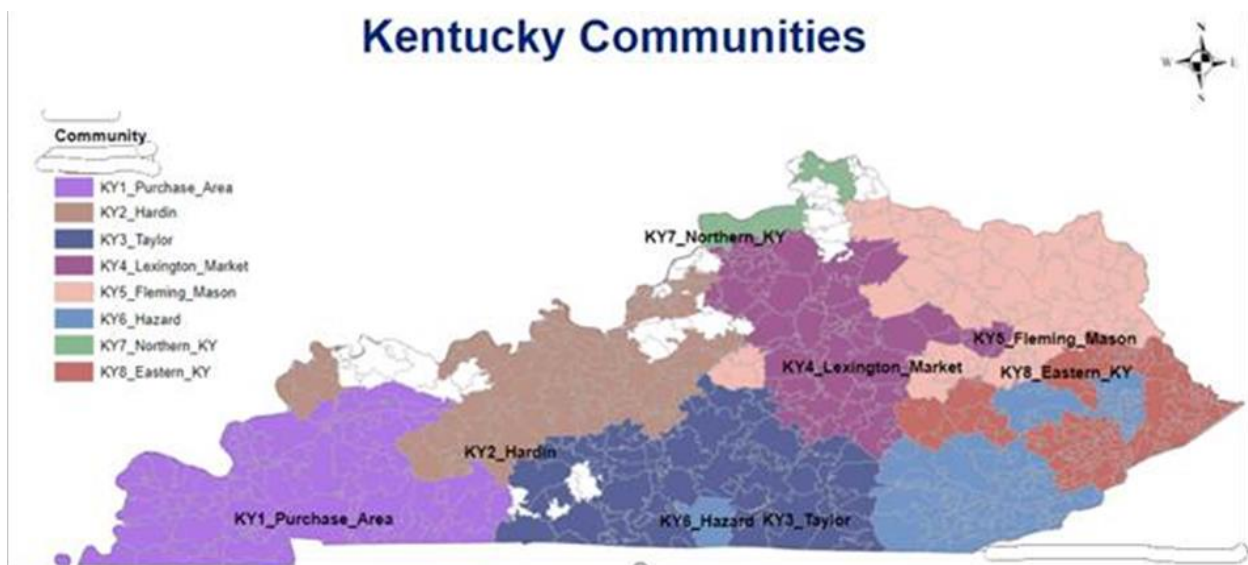 Kentucky Communities
N
W E
S
Community
KY1_Purchase_Area
KY2_Hardin
KY3_Taylor
KY4_Lexington_Market
KY5_Fleming_Mason
KY6_Hazard
KY7_Northern_KY
KY8_Eastern_KY
KY7_Northern_KY
KY5_Fleming_Mason
KY4_Lexington_Market
KY8_Eastern_KY
KY2_Hardin
KY1_Purchase_Area
KY6_Hazard
KY3_Taylor